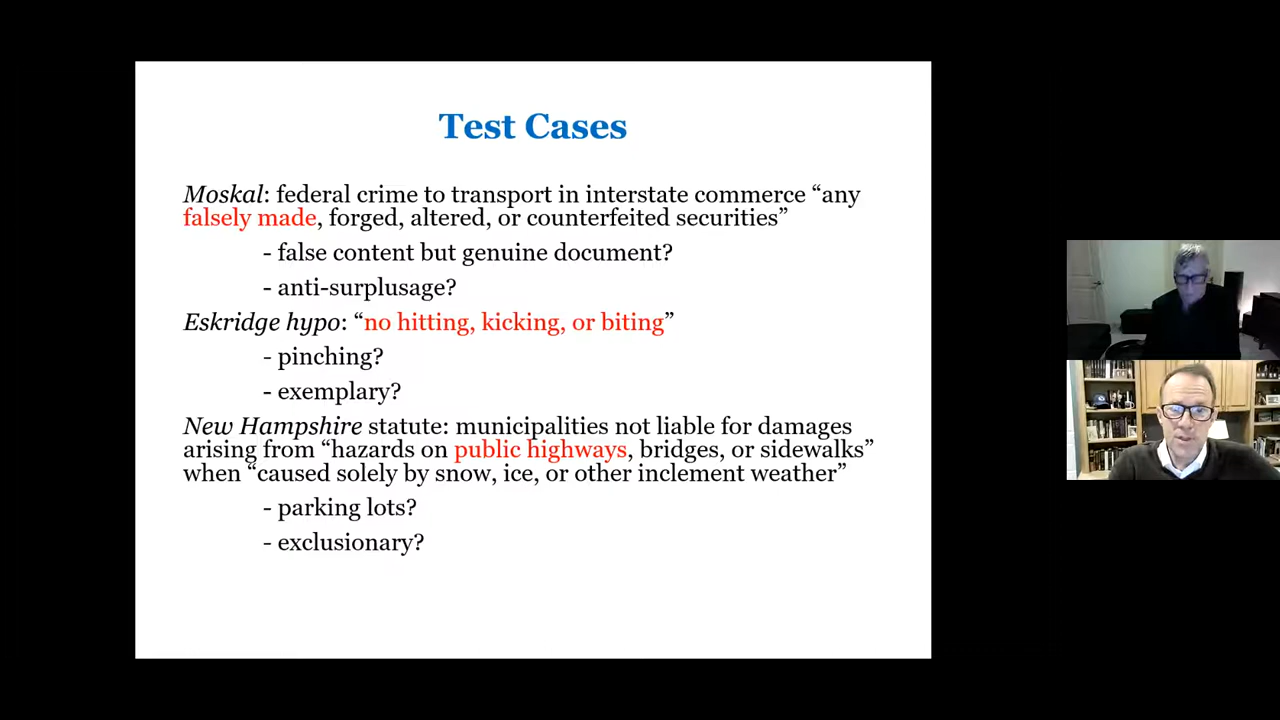 Test Cases
Moskal: federal crime to transport in interstate commerce “any
falsely made, forged, altered, or counterfeited securities”
- false content but genuine document?
- anti-surplusage?
Eskridge hypo: “no hitting, kicking, or biting”
- pinching?
- exemplary?
New Hampshire statute: municipalities not liable for damages
arising from “hazards on public highways, bridges, or sidewalks”
when “caused solely by snow, ice, or other inclement weather”
- parking lots?
- exclusionary?